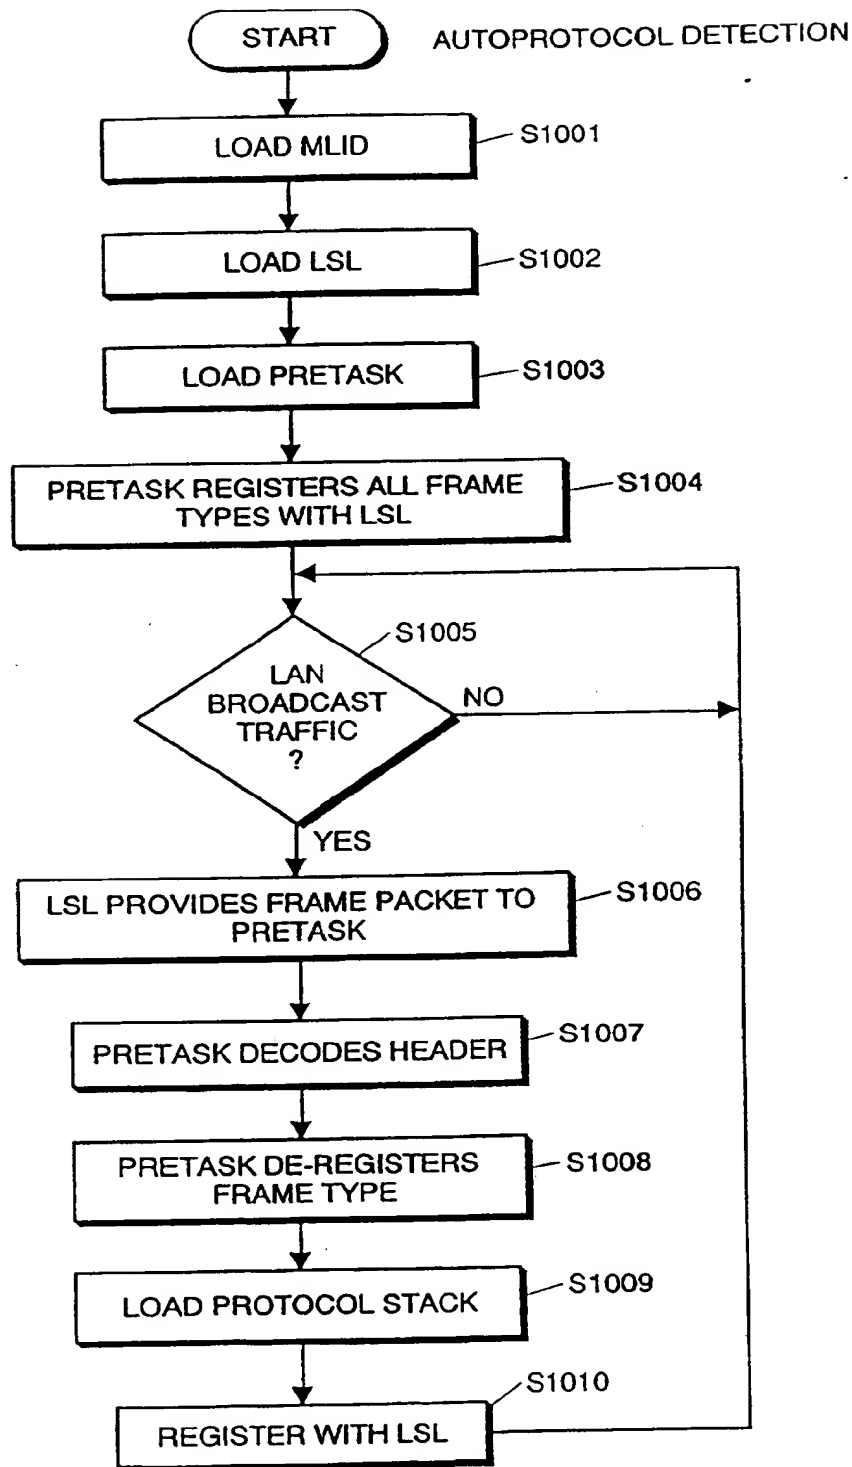 START
AUTOPROTOCOL DETECTION
LOAD MLID
S1001
LOAD LSL
S1002
LOAD PRETASK
S1003
PRETASK REGISTERS ALL FRAME
TYPES WITH LSL
S1004
S1005
LAN
BROADCAST
TRAFFIC
?
NO
YES
LSL PROVIDES FRAME PACKET TO
PRETASK
S1006
PRETASK DECODES HEADER
S1007
PRETASK DE-REGISTERS
FRAME TYPE
S1008
LOAD PROTOCOL STACK
S1009
S1010
REGISTER WITH LSL